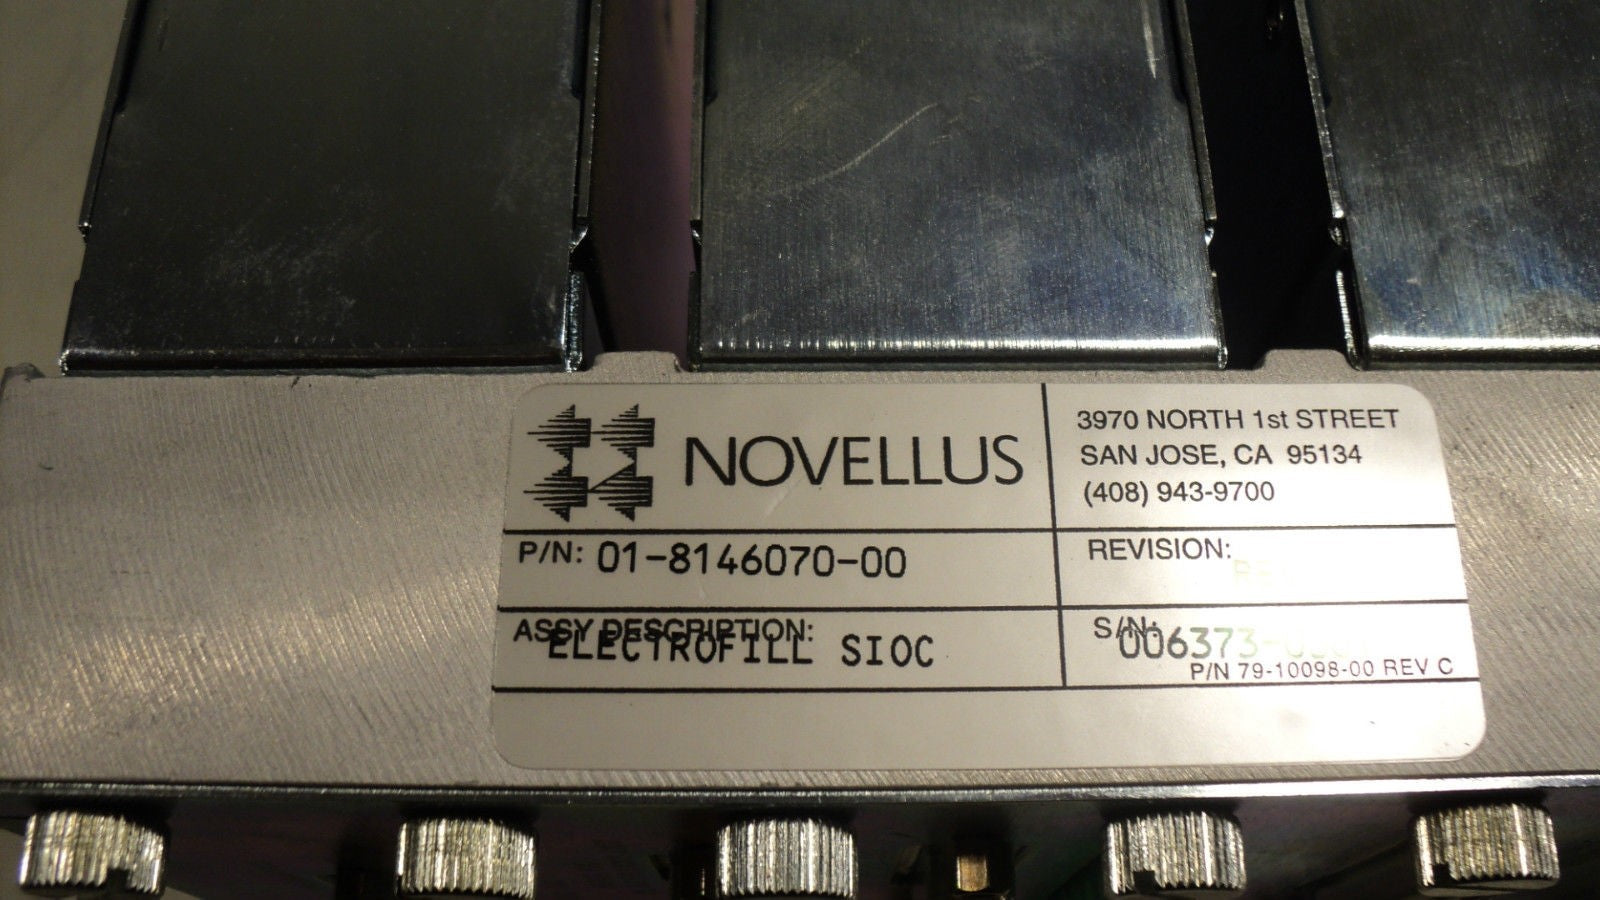 NOVELLUS
3970 NORTH 1st STREET
SAN JOSE, CA 95134
(408) 943-9700
P/N: 01-8146070-00
REVISION:
ASSY DESCRIPTION:
ELECTROFILL SIOC
S/N:
P/N 79-10098-00 REV C